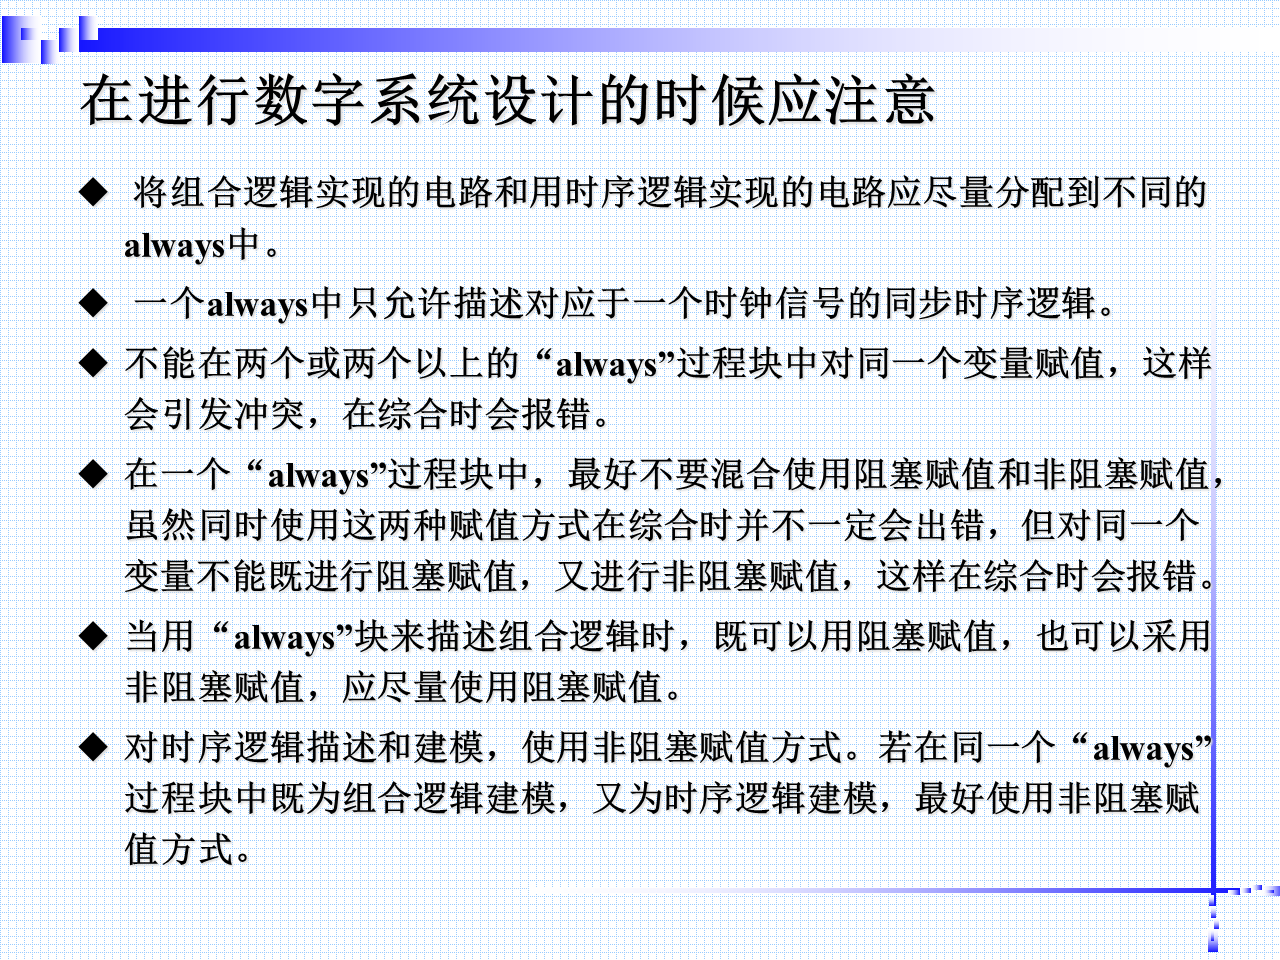 在进行数字系统设计的时候应注意
◆ 将组合逻辑实现的电路和用时序逻辑实现的电路应尽量分配到不同的
always中。
◆ 一个always中只允许描述对应于一个时钟信号的同步时序逻辑。
◆ 不能在两个或两个以上的“always”过程块中对同一个变量赋值，这样
会引发冲突，在综合时会报错。
◆ 在一个“always”过程块中，最好不要混合使用阻塞赋值和非阻塞赋值，
虽然同时使用这两种赋值方式在综合时并不一定会出错，但对同一个
变量不能既进行阻塞赋值，又进行非阻塞赋值，这样在综合时会报错。
◆ 当用“always”块来描述组合逻辑时，既可以用阻塞赋值，也可以采用
非阻塞赋值，应尽量使用阻塞赋值。
◆ 对时序逻辑描述和建模，使用非阻塞赋值方式。若在同一个“always”
过程块中既为组合逻辑建模，又为时序逻辑建模，最好使用非阻塞赋
值方式。